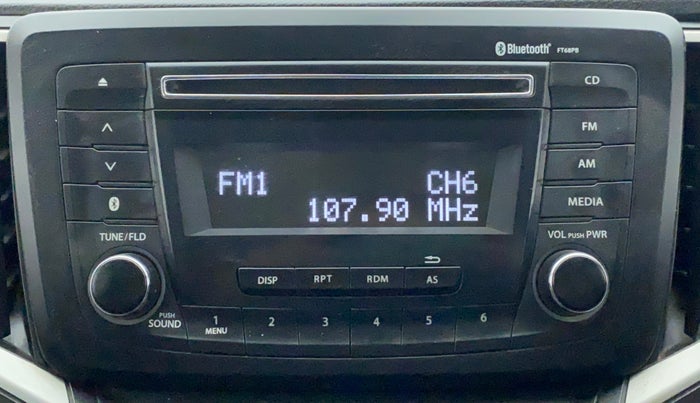 Bluetooth® FT68PB
CD
FM
AM
MEDIA
FM1 CH6
107.90 MHz
TUNE/FLD
VOL PUSH PWR
DISP RPT RDM AS
PUSH
SOUND
1 2 3 4 5 6
MENU